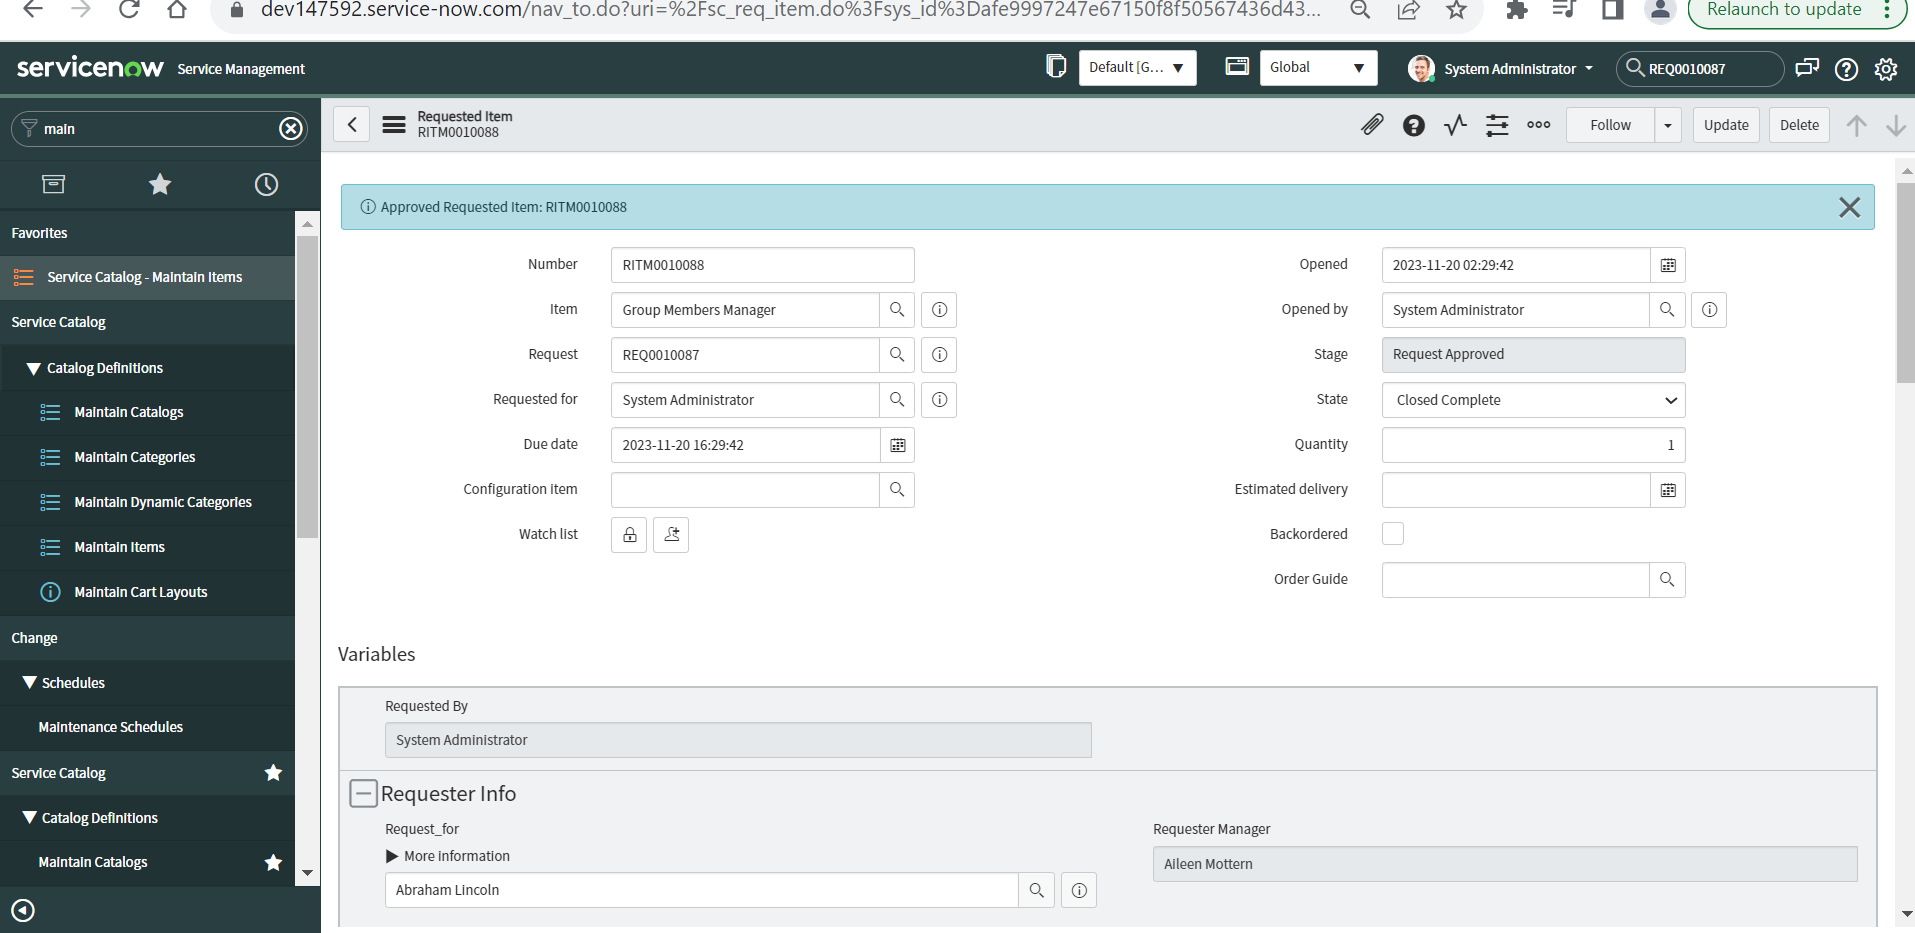 dev147592.service-now.com/nav_to.do?uri=%2Fsc_req_item.do%3Fsys_id%3Dafe9997247e67150f8f50567436d43...
Relaunch to update
servicenow Service Management
Default [G...
Global
System Administrator
REQ0010087
main
Favorites
Service Catalog - Maintain Items
Service Catalog
Catalog Definitions
Maintain Catalogs
Maintain Categories
Maintain Dynamic Categories
Maintain Items
Maintain Cart Layouts
Change
Schedules
Maintenance Schedules
Service Catalog
Catalog Definitions
Maintain Catalogs
Requested Item
RITM0010088
Follow
Update
Delete
Approved Requested Item: RITM0010088
Number RITM0010088
Item Group Members Manager
Request REQ0010087
Requested for System Administrator
Due date 2023-11-20 16:29:42
Configuration item
Watch list
Opened 2023-11-20 02:29:42
Opened by System Administrator
Stage Request Approved
State Closed Complete
Quantity 1
Estimated delivery
Backordered
Order Guide
Variables
Requested By
System Administrator
Requester Info
Request_for
More information
Abraham Lincoln
Requester Manager
Aileen Mottern